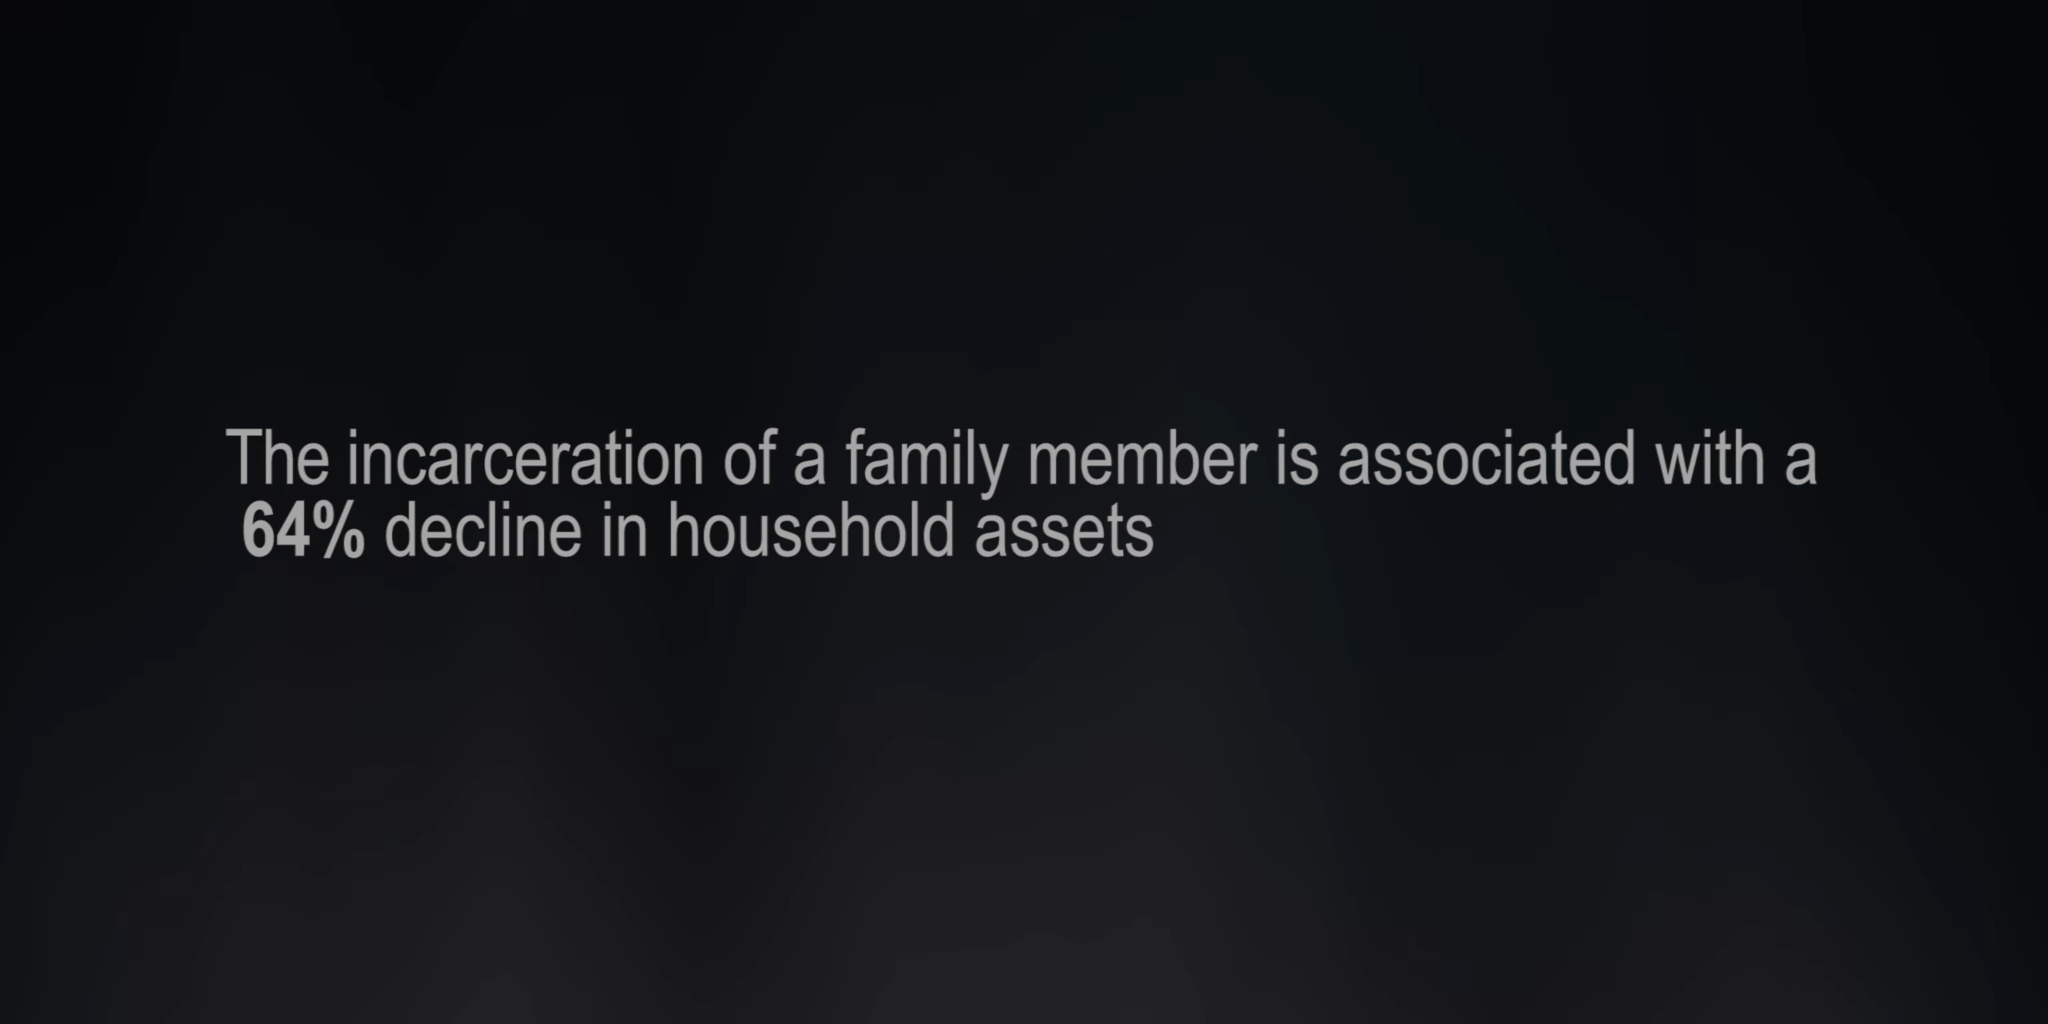 The incarceration of a family member is associated with a
64% decline in household assets